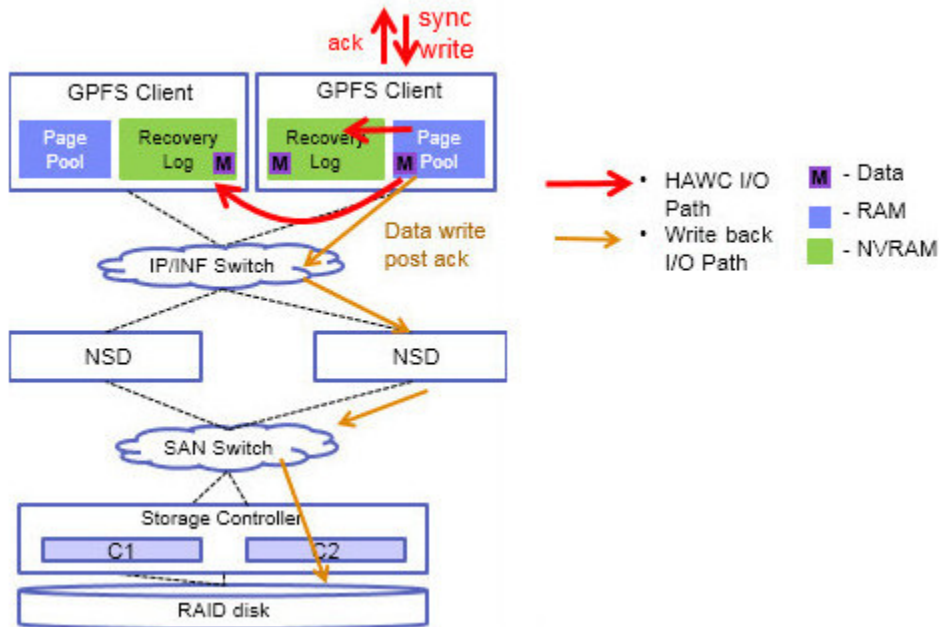 sync
write
ack
GPFS Client
GPFS Client
Page
Pool
Recovery
Log
M
Recovery
Log
M
M
Page
Pool
• HAWC I/O
Path
• Write back
I/O Path
M - Data
- RAM
- NVRAM
Data write
post ack
IP/INF Switch
NSD
NSD
SAN Switch
Storage Controller
C1
C2
RAID disk